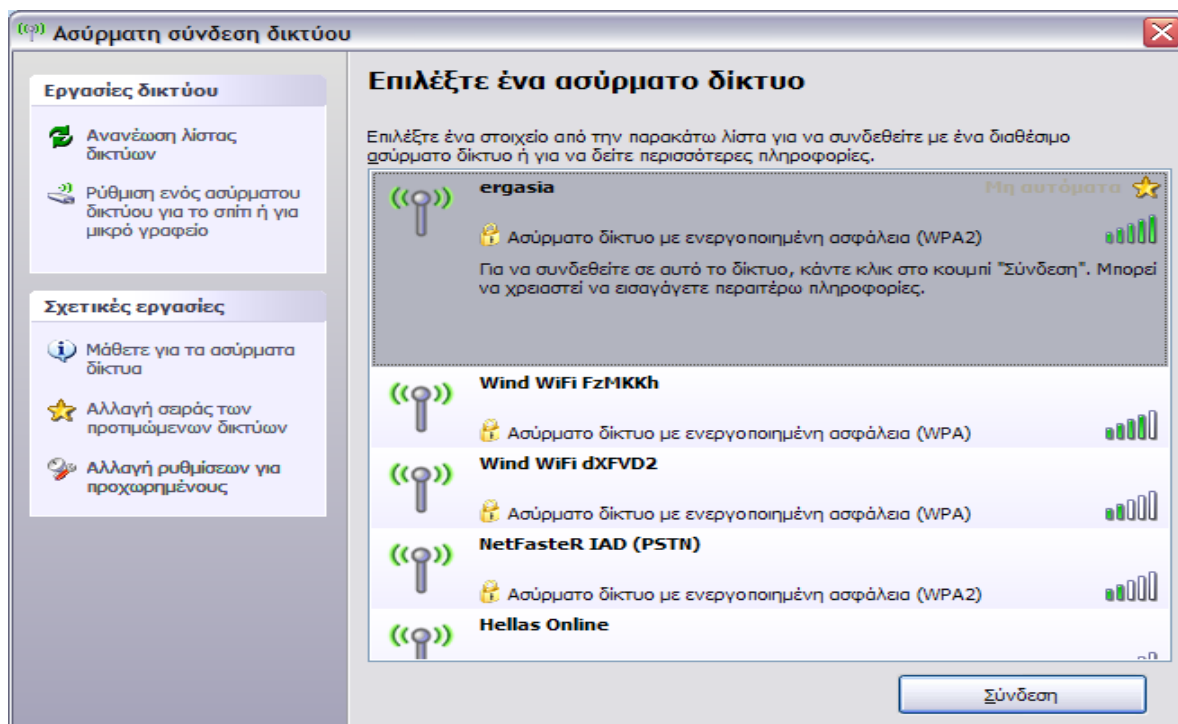 Ασύρματη σύνδεση δικτύου
Εργασίες δικτύου
Ανανέωση λίστας
δικτύων
Ρύθμιση ενός ασύρματου
δικτύου για το σπίτι ή για
μικρό γραφείο
Σχετικές εργασίες
Μάθετε για τα ασύρματα
δίκτυα
Αλλαγή σειράς των
προτιμώμενων δικτύων
Αλλαγή ρυθμίσεων για
προχωρημένους
Επιλέξτε ένα ασύρματο δίκτυο
Επιλέξτε ένα στοιχείο από την παρακάτω λίστα για να συνδεθείτε με ένα διαθέσιμο
ασύρματο δίκτυο ή για να δείτε περισσότερες πληροφορίες.
ergasia Μη αυτόματα
Ασύρματο δίκτυο με ενεργοποιημένη ασφάλεια (WPA2)
Για να συνδεθείτε σε αυτό το δίκτυο, κάντε κλικ στο κουμπί "Σύνδεση". Μπορεί
να χρειαστεί να εισαγάγετε περαιτέρω πληροφορίες.
Wind WiFi FzMKKh
Ασύρματο δίκτυο με ενεργοποιημένη ασφάλεια (WPA)
Wind WiFi dXFVD2
Ασύρματο δίκτυο με ενεργοποιημένη ασφάλεια (WPA)
NetFasteR IAD (PSTN)
Ασύρματο δίκτυο με ενεργοποιημένη ασφάλεια (WPA2)
Hellas Online
Σύνδεση